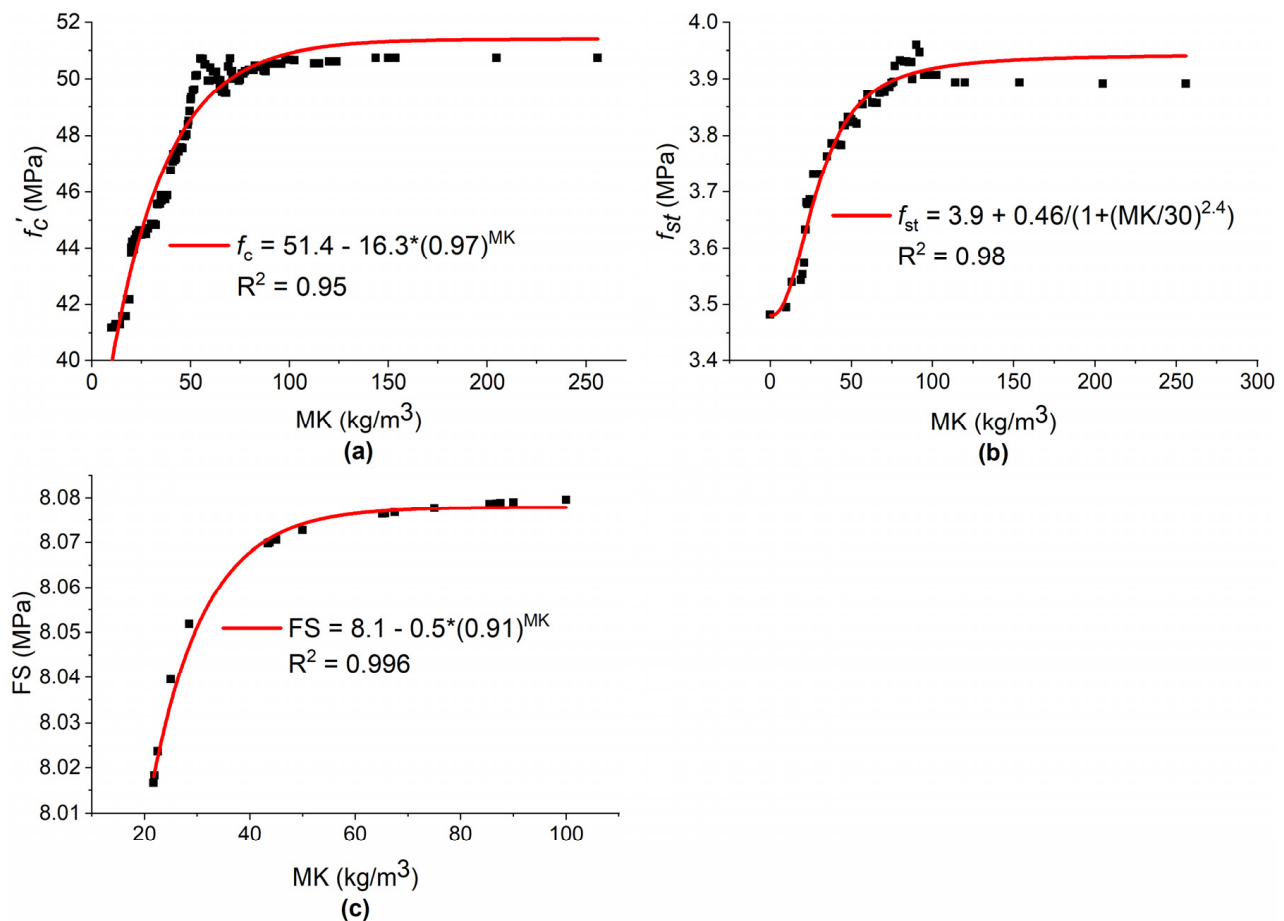 52
50
48
46
44
42
40
f꜀′ (MPa)
f_c = 51.4 - 16.3*(0.97)^MK
R² = 0.95
0 50 100 150 200 250
MK (kg/m³)
(a)
4.0
3.9
3.8
3.7
3.6
3.5
3.4
f_st (MPa)
f_st = 3.9 + 0.46/(1+(MK/30)^2.4)
R² = 0.98
0 50 100 150 200 250 300
MK (kg/m³)
(b)
8.08
8.07
8.06
8.05
8.04
8.03
8.02
8.01
FS (MPa)
FS = 8.1 - 0.5*(0.91)^MK
R² = 0.996
20 40 60 80 100
MK (kg/m³)
(c)